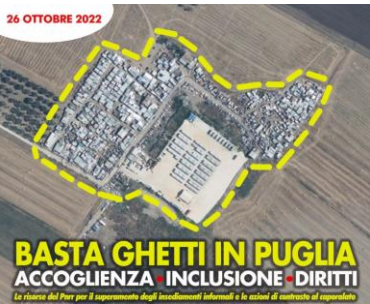 26 OTTOBRE 2022
BASTA GHETTI IN PUGLIA
ACCOGLIENZA • INCLUSIONE • DIRITTI
Le risorse del Pnrr per il superamento degli insediamenti informali e le azioni di contrasto al caporalato